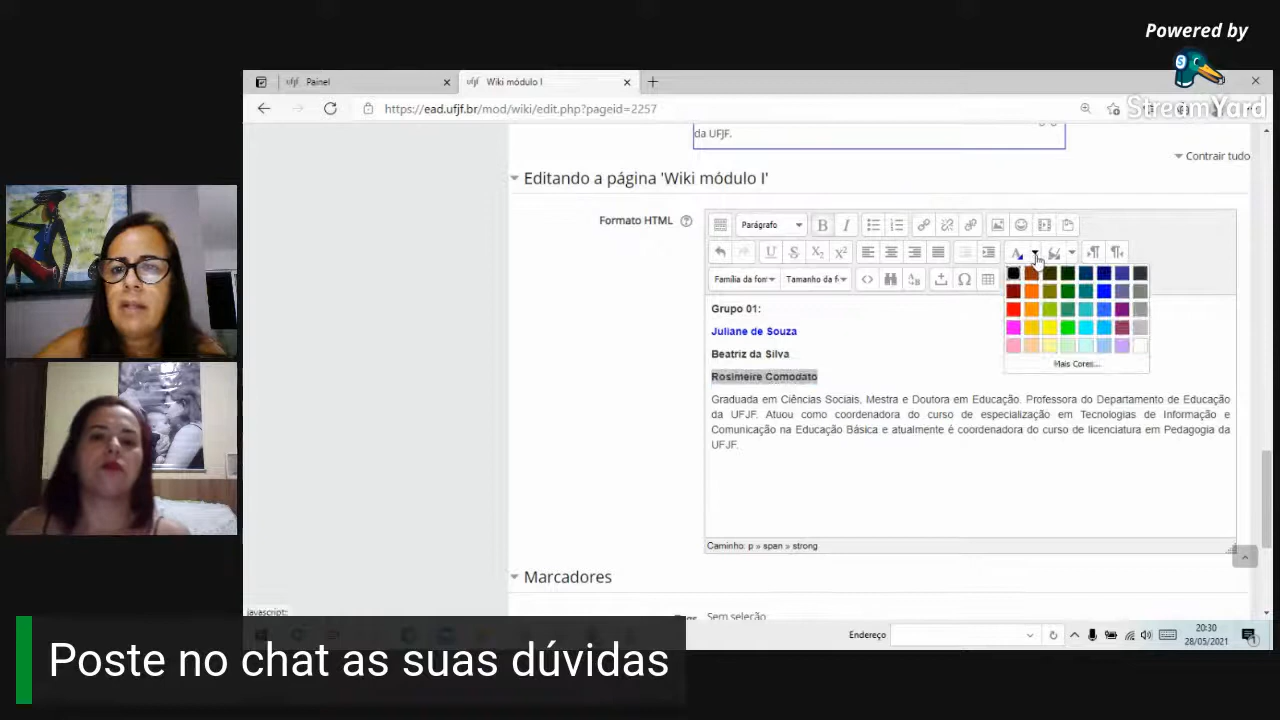 Powered by
StreamYard
ufjf Painel
ufjf Wiki módulo I
https://ead.ufjf.br/mod/wiki/edit.php?pageid=2257
da UFJF.
Contrair tudo
Editando a página 'Wiki módulo I'
Formato HTML
Parágrafo
Família da fon
Tamanho da f
Grupo 01:
Juliane de Souza
Beatriz da Silva
Rosimeire Comodato
Mais Cores...
Graduada em Ciências Sociais, Mestra e Doutora em Educação. Professora do Departamento de Educação
da UFJF. Atuou como coordenadora do curso de especialização em Tecnologias de Informação e
Comunicação na Educação Básica e atualmente é coordenadora do curso de licenciatura em Pedagogia da
UFJF.
Caminho: p » span » strong
Marcadores
Sem seleção
javascript:
Endereço
20:30
28/05/2021
Poste no chat as suas dúvidas